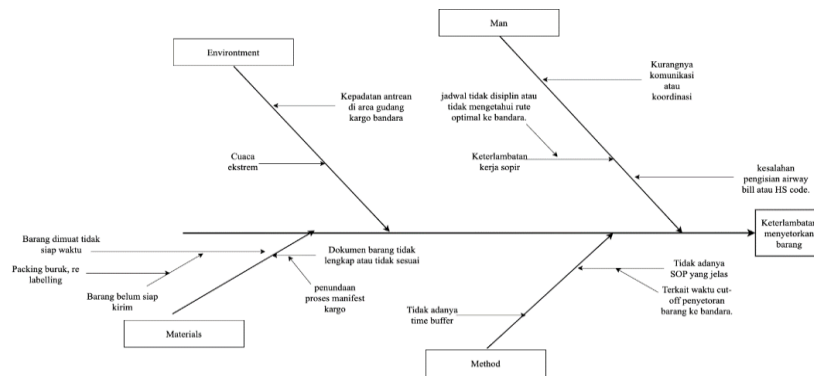 Man
Environtment
Kurangnya
komunikasi
atau
koordinasi
Kepadatan antrean
di area gudang
kargo bandara
jadwal tidak disiplin atau
tidak mengetahui rute
optimal ke bandara.
Cuaca
ekstrem
Keterlambatan
kerja sopir
kesalahan
pengisian airway
bill atau HS code.
Keterlambatan
menyetorkan
barang
Barang dimuat tidak
siap waktu
Dokumen barang tidak
lengkap atau tidak sesuai
Packing buruk, re
labelling
Barang belum siap
kirim
penundaan
proses manifest
kargo
Tidak adanya
SOP yang jelas
Terkait waktu cut-
off penyetoran
barang ke bandara.
Tidak adanya
time buffer
Materials
Method